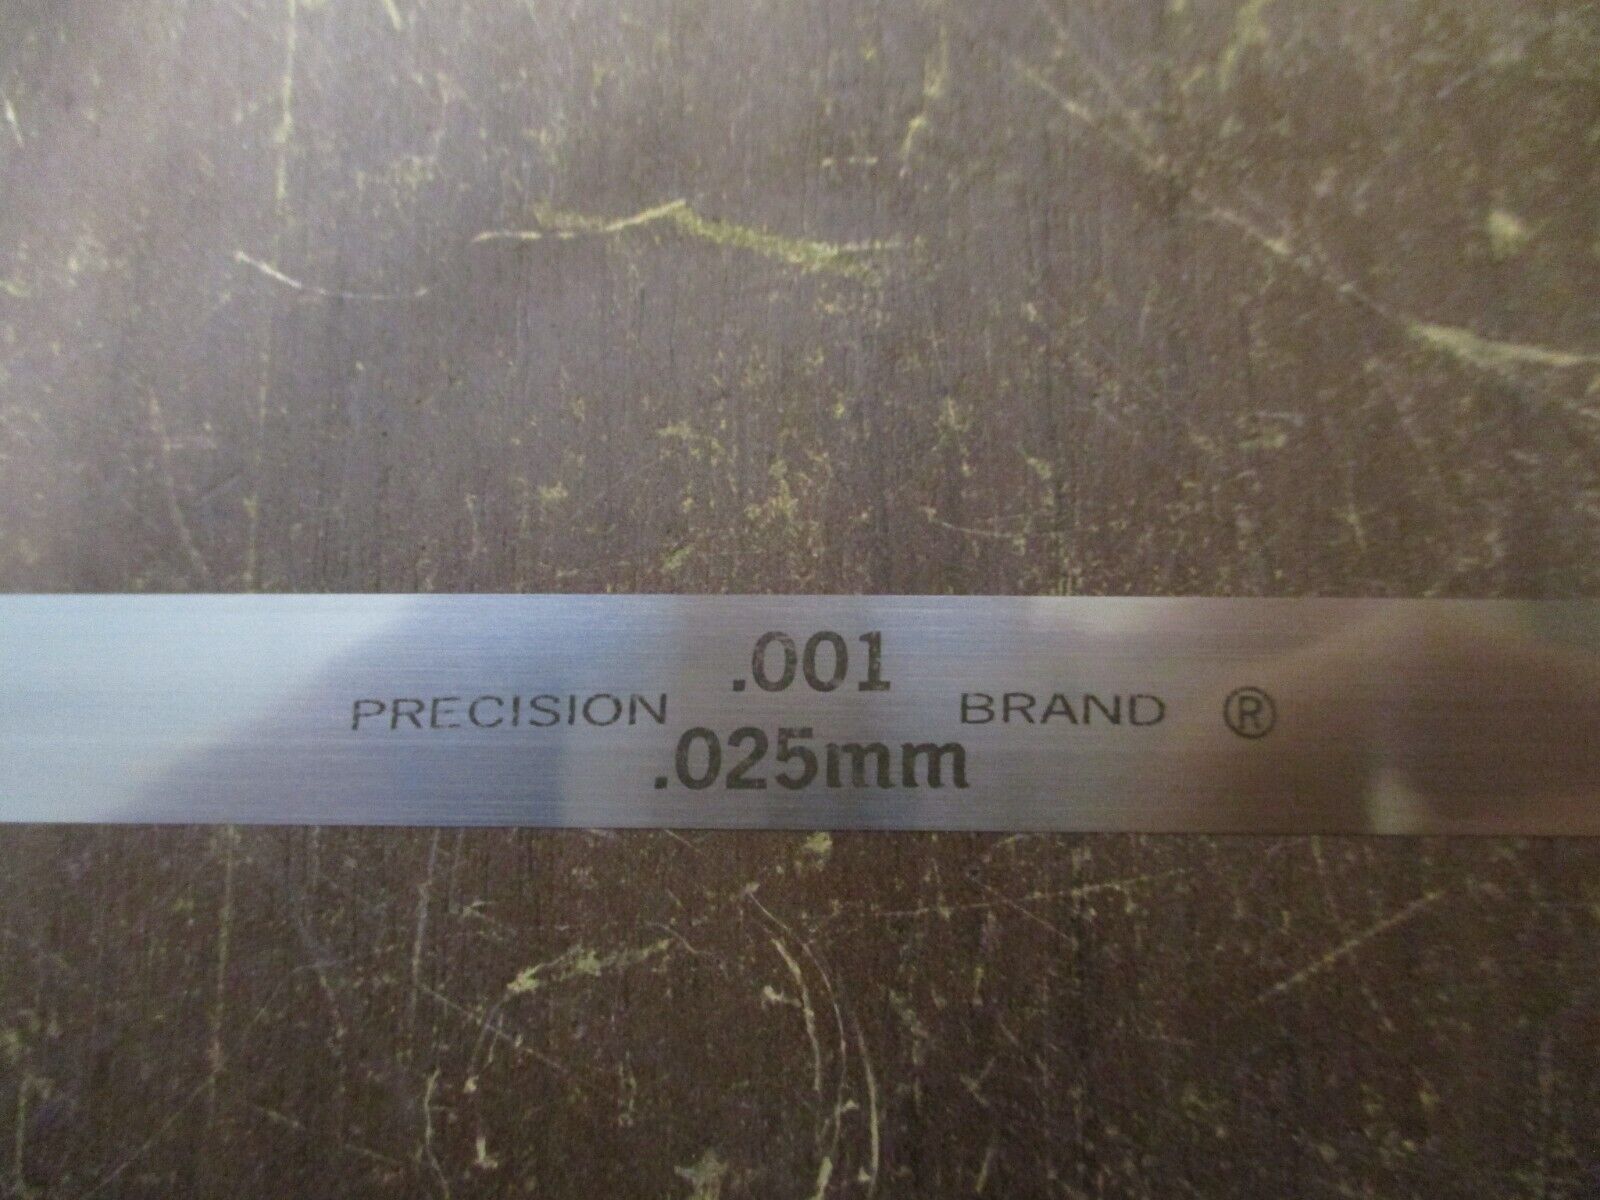 .001
PRECISION BRAND ®
.025mm